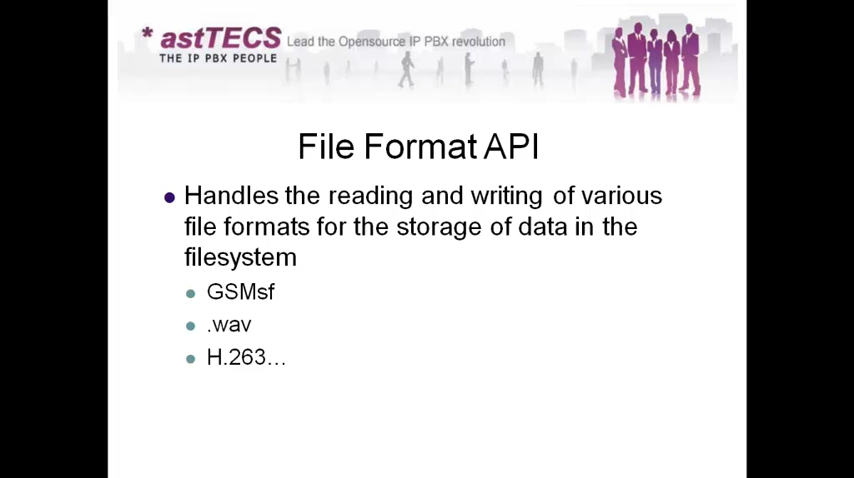 * astTECS Lead the Opensource IP PBX revolution
THE IP PBX PEOPLE
File Format API
Handles the reading and writing of various
file formats for the storage of data in the
filesystem
GSMsf
.wav
H.263...